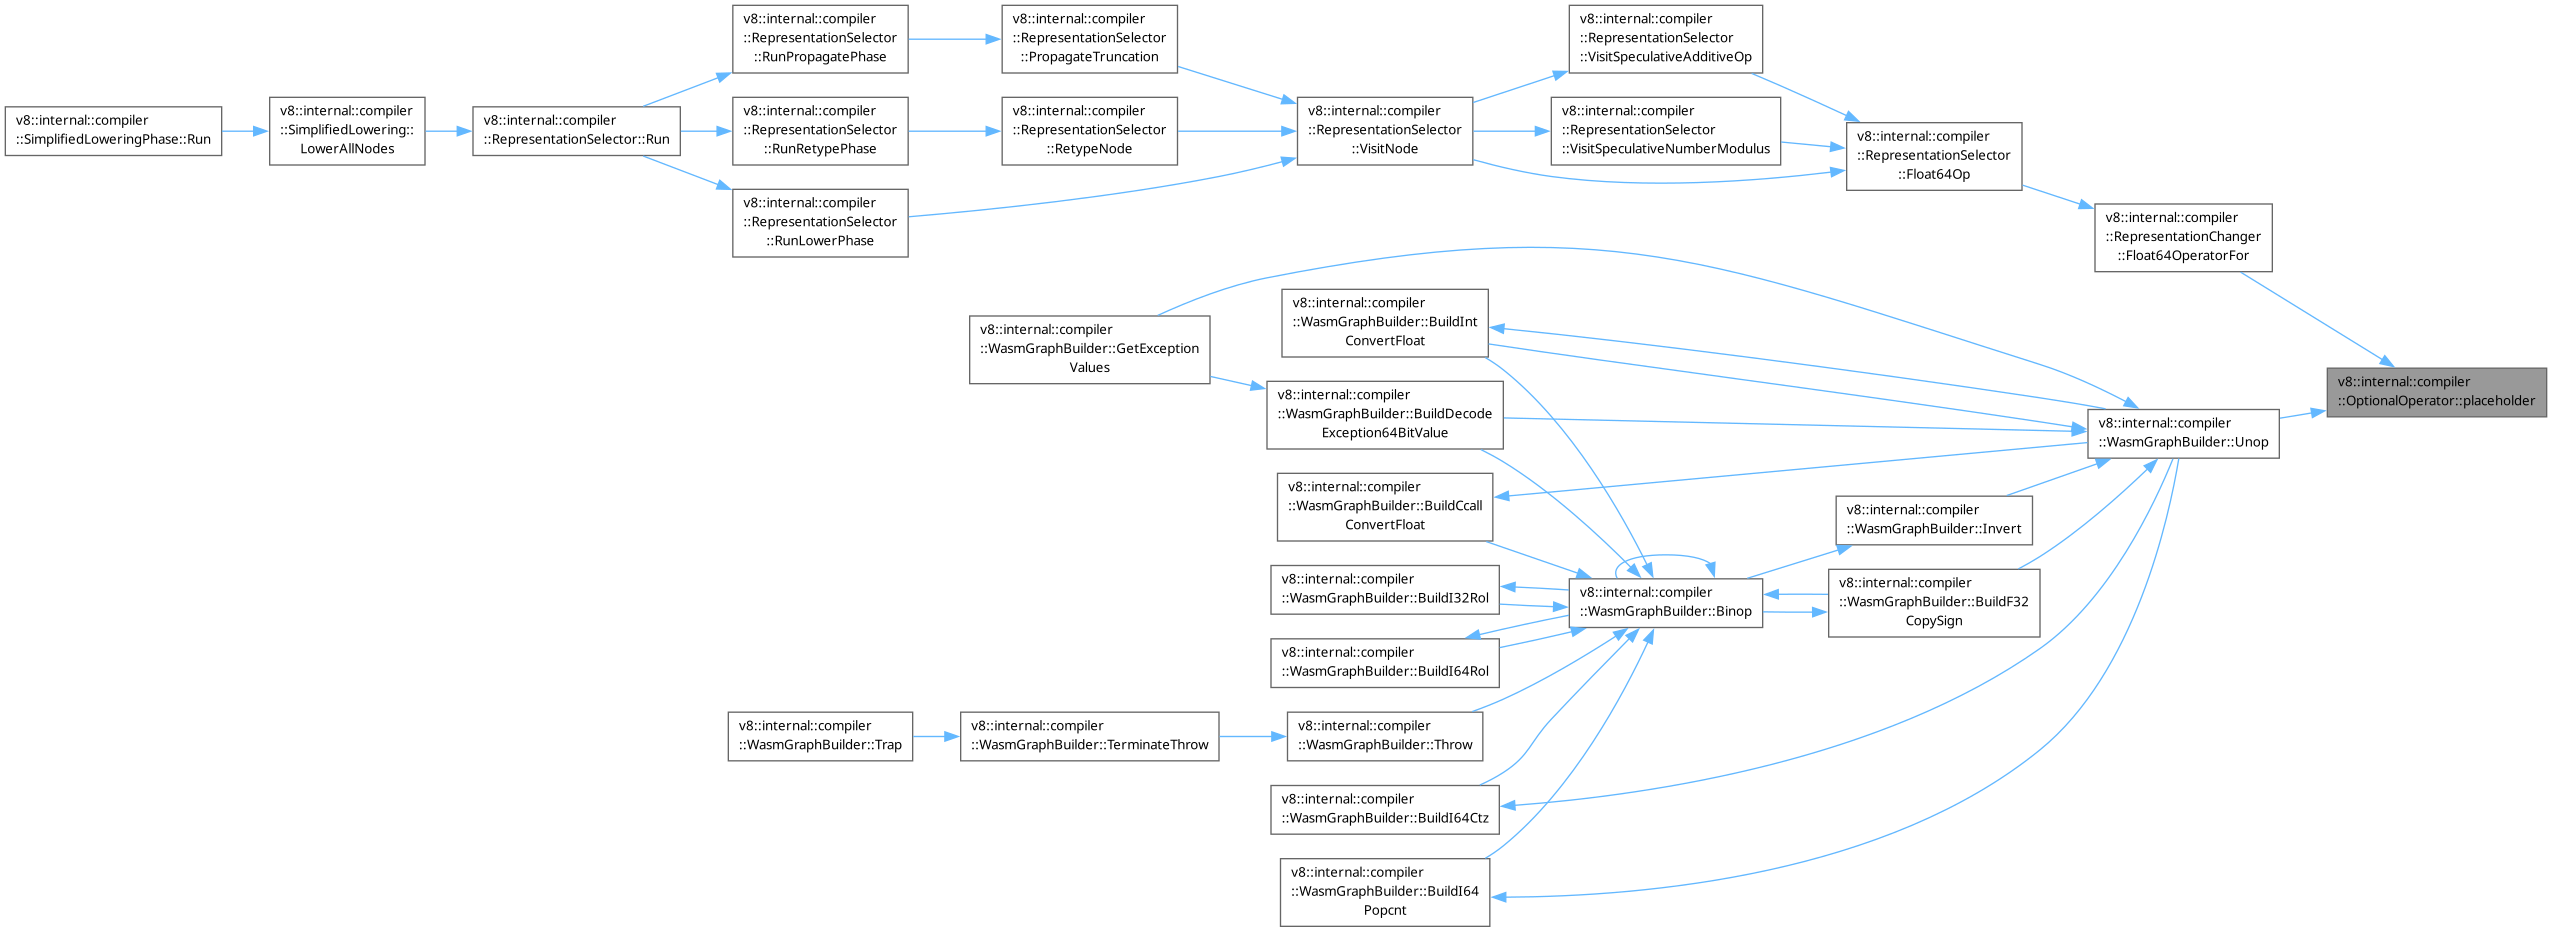 v8::internal::compiler
::SimplifiedLoweringPhase::Run
v8::internal::compiler
::SimplifiedLowering::
LowerAllNodes
v8::internal::compiler
::RepresentationSelector::Run
v8::internal::compiler
::RepresentationSelector
::RunPropagatePhase
v8::internal::compiler
::RepresentationSelector
::RunRetypePhase
v8::internal::compiler
::RepresentationSelector
::RunLowerPhase
v8::internal::compiler
::RepresentationSelector
::PropagateTruncation
v8::internal::compiler
::RepresentationSelector
::RetypeNode
v8::internal::compiler
::RepresentationSelector
::VisitNode
v8::internal::compiler
::RepresentationSelector
::VisitSpeculativeAdditiveOp
v8::internal::compiler
::RepresentationSelector
::VisitSpeculativeNumberModulus
v8::internal::compiler
::RepresentationSelector
::Float64Op
v8::internal::compiler
::RepresentationChanger
::Float64OperatorFor
v8::internal::compiler
::OptionalOperator::placeholder
v8::internal::compiler
::WasmGraphBuilder::Unop
v8::internal::compiler
::WasmGraphBuilder::GetException
Values
v8::internal::compiler
::WasmGraphBuilder::BuildInt
ConvertFloat
v8::internal::compiler
::WasmGraphBuilder::BuildDecode
Exception64BitValue
v8::internal::compiler
::WasmGraphBuilder::BuildCcall
ConvertFloat
v8::internal::compiler
::WasmGraphBuilder::Invert
v8::internal::compiler
::WasmGraphBuilder::BuildF32
CopySign
v8::internal::compiler
::WasmGraphBuilder::Binop
v8::internal::compiler
::WasmGraphBuilder::BuildI32Rol
v8::internal::compiler
::WasmGraphBuilder::BuildI64Rol
v8::internal::compiler
::WasmGraphBuilder::Trap
v8::internal::compiler
::WasmGraphBuilder::TerminateThrow
v8::internal::compiler
::WasmGraphBuilder::Throw
v8::internal::compiler
::WasmGraphBuilder::BuildI64Ctz
v8::internal::compiler
::WasmGraphBuilder::BuildI64
Popcnt